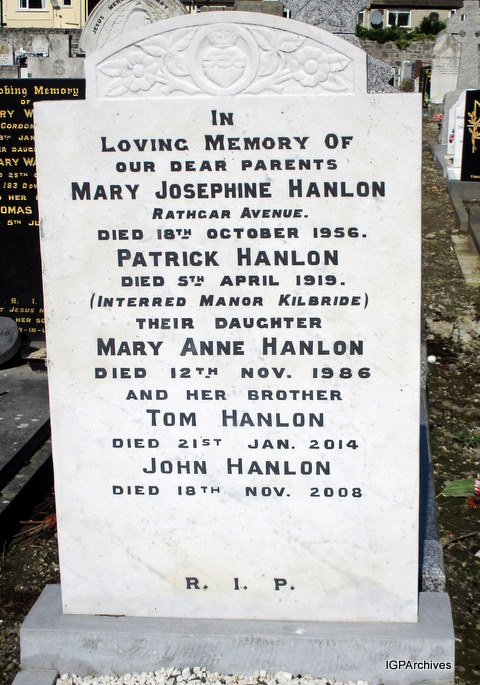 IN
LOVING MEMORY OF
OUR DEAR PARENTS
MARY JOSEPHINE HANLON
RATHGAR AVENUE.
DIED 18TH OCTOBER 1956.
PATRICK HANLON
DIED 5TH APRIL 1919.
(INTERRED MANOR KILBRIDE)
THEIR DAUGHTER
MARY ANNE HANLON
DIED 12TH NOV. 1986
AND HER BROTHER
TOM HANLON
DIED 21ST JAN. 2014
JOHN HANLON
DIED 18TH NOV. 2008
R. I. P.
IGPArchives